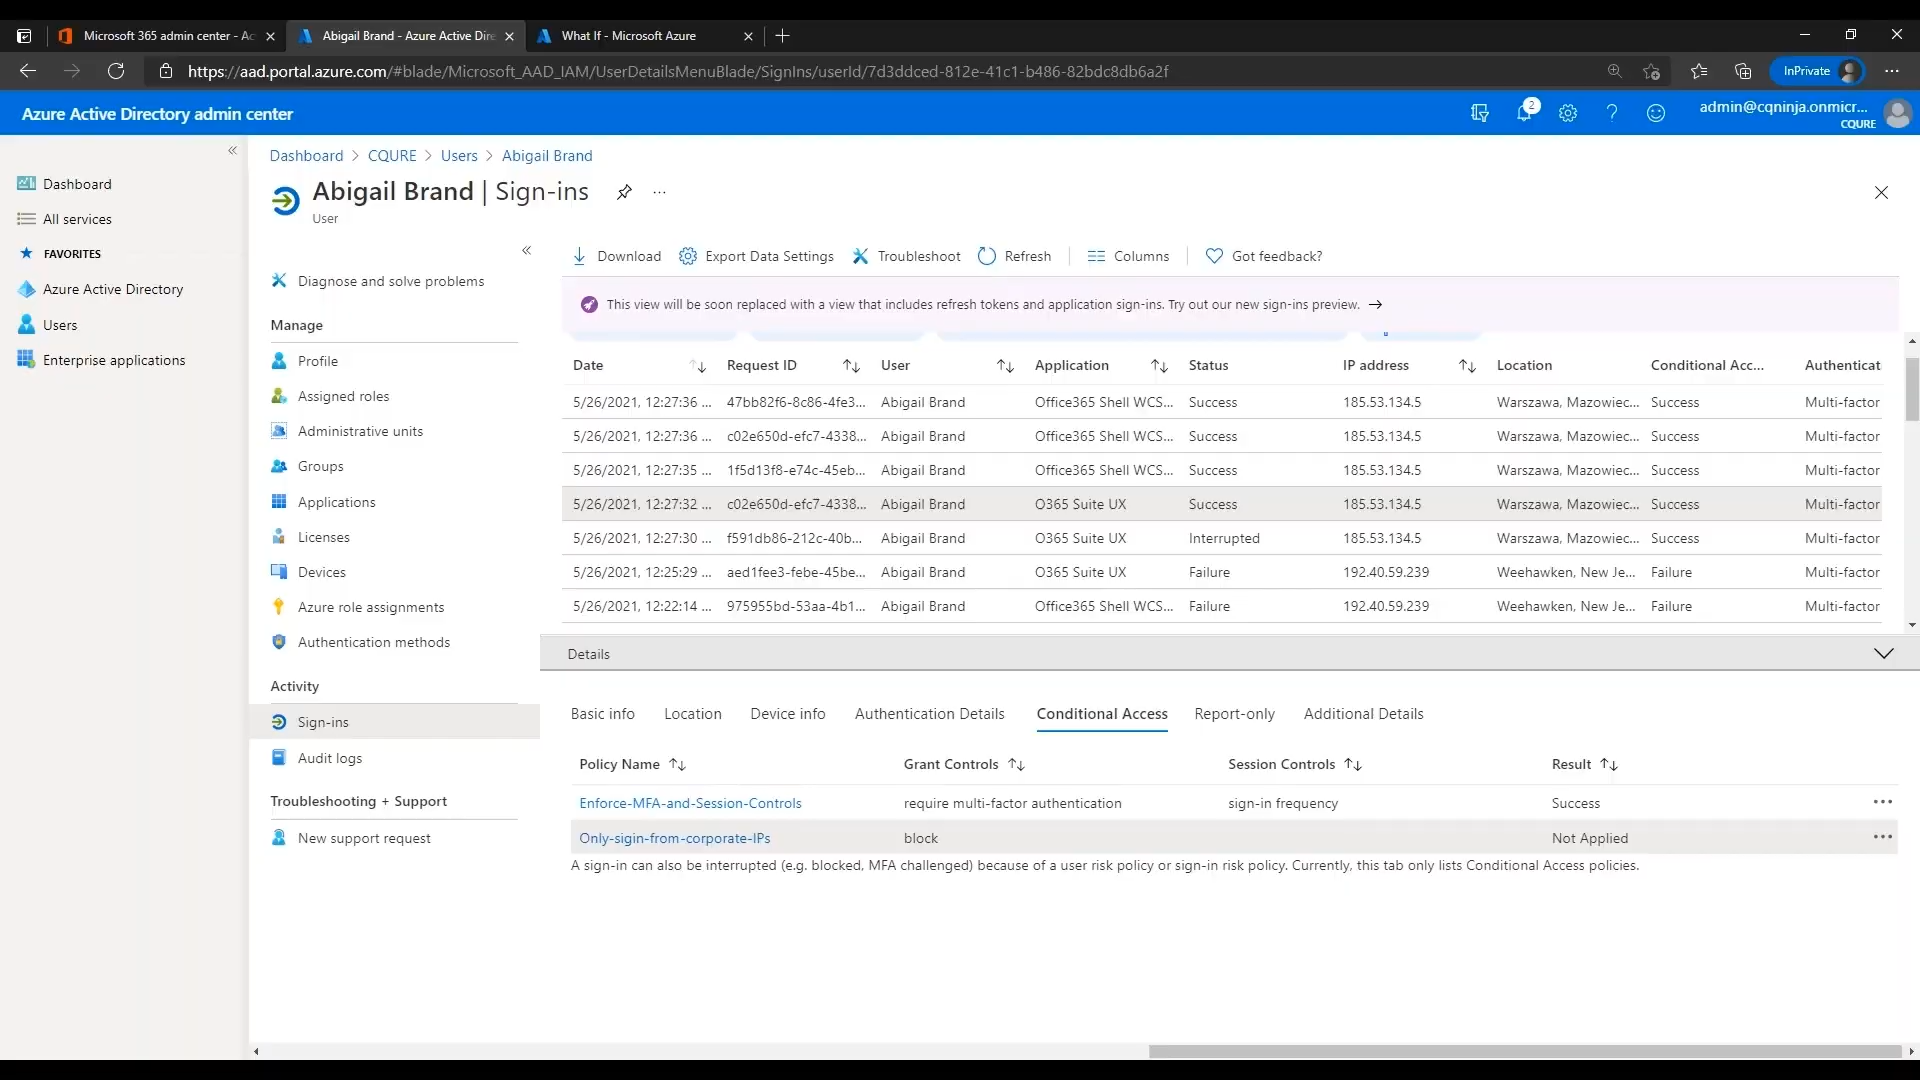 Microsoft 365 admin center - Ac
Abigail Brand - Azure Active Dire
What If - Microsoft Azure
https://aad.portal.azure.com/#blade/Microsoft_AAD_IAM/UserDetailsMenuBlade/SignIns/userId/7d3ddced-812e-41c1-b486-82bdc8db6a2f
InPrivate
Azure Active Directory admin center
2
admin@cqninja.onmicr...
CQURE
Dashboard
All services
FAVORITES
Azure Active Directory
Users
Enterprise applications
Dashboard > CQURE > Users > Abigail Brand
Abigail Brand | Sign-ins
User
Diagnose and solve problems
Manage
Profile
Assigned roles
Administrative units
Groups
Applications
Licenses
Devices
Azure role assignments
Authentication methods
Activity
Sign-ins
Audit logs
Troubleshooting + Support
New support request
Download Export Data Settings Troubleshoot Refresh Columns Got feedback?
This view will be soon replaced with a view that includes refresh tokens and application sign-ins. Try out our new sign-ins preview. →
Date Request ID User Application Status IP address Location Conditional Acc... Authenticat
5/26/2021, 12:27:36 ... 47bb82f6-8c86-4fe3... Abigail Brand Office365 Shell WCS... Success 185.53.134.5 Warszawa, Mazowiec... Success Multi-factor
5/26/2021, 12:27:36 ... c02e650d-efc7-4338... Abigail Brand Office365 Shell WCS... Success 185.53.134.5 Warszawa, Mazowiec... Success Multi-factor
5/26/2021, 12:27:35 ... 1f5d13f8-e74c-45eb... Abigail Brand Office365 Shell WCS... Success 185.53.134.5 Warszawa, Mazowiec... Success Multi-factor
5/26/2021, 12:27:32 ... c02e650d-efc7-4338... Abigail Brand O365 Suite UX Success 185.53.134.5 Warszawa, Mazowiec... Success Multi-factor
5/26/2021, 12:27:30 ... f591db86-212c-40b... Abigail Brand O365 Suite UX Interrupted 185.53.134.5 Warszawa, Mazowiec... Success Multi-factor
5/26/2021, 12:25:29 ... aed1fee3-febe-45be... Abigail Brand O365 Suite UX Failure 192.40.59.239 Weehawken, New Je... Failure Multi-factor
5/26/2021, 12:22:14 ... 975955bd-53aa-4b1... Abigail Brand Office365 Shell WCS... Failure 192.40.59.239 Weehawken, New Je... Failure Multi-factor
Details
Basic info Location Device info Authentication Details Conditional Access Report-only Additional Details
Policy Name Grant Controls Session Controls Result
Enforce-MFA-and-Session-Controls require multi-factor authentication sign-in frequency Success
Only-sigin-from-corporate-IPs block Not Applied
A sign-in can also be interrupted (e.g. blocked, MFA challenged) because of a user risk policy or sign-in risk policy. Currently, this tab only lists Conditional Access policies.